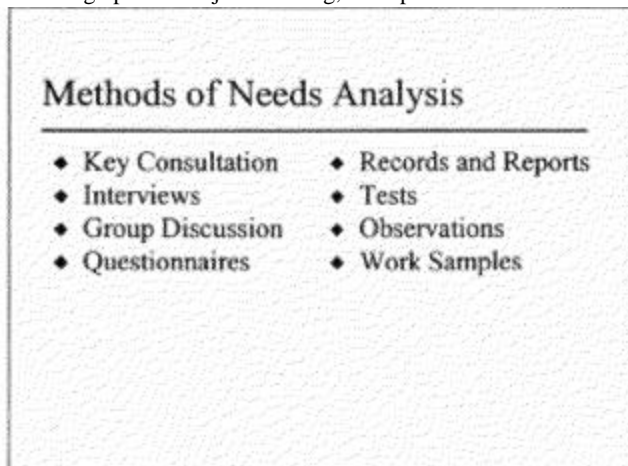 Methods of Needs Analysis
◆ Key Consultation
◆ Interviews
◆ Group Discussion
◆ Questionnaires
◆ Records and Reports
◆ Tests
◆ Observations
◆ Work Samples